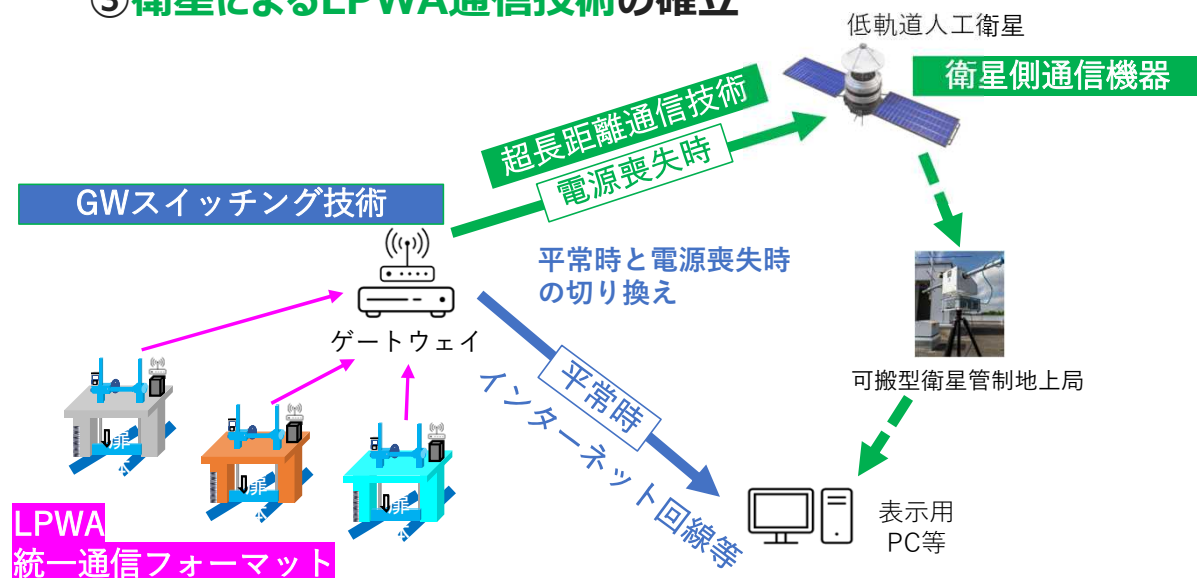 ③衛星によるLPWA通信技術の確立
低軌道人工衛星
衛星側通信機器
超長距離通信技術
電源喪失時
GWスイッチング技術
平常時と電源喪失時
の切り換え
ゲートウェイ
平常時
インターネット回線等
可搬型衛星管制地上局
扉
扉
扉
表示用
PC等
LPWA
統一通信フォーマット